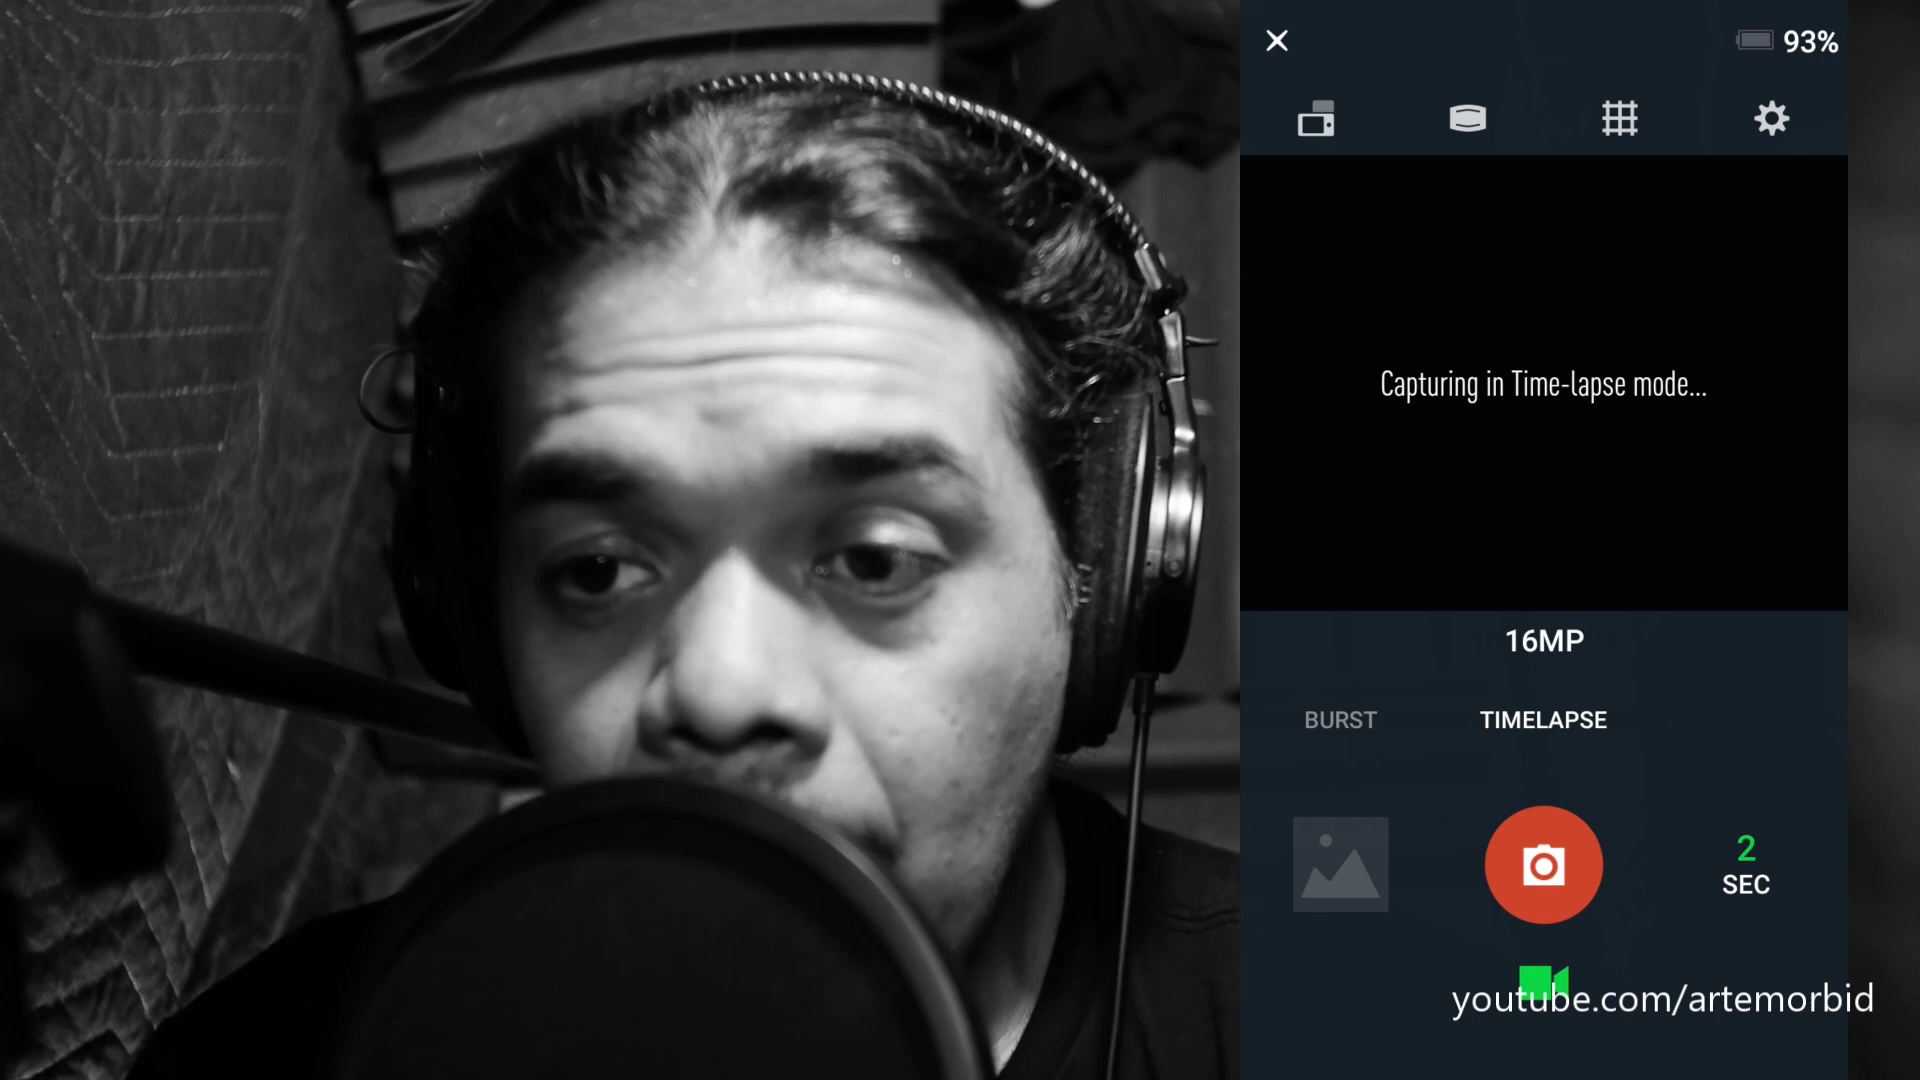 93%
Capturing in Time-lapse mode...
16MP
BURST TIMELAPSE
2
SEC
youtube.com/artemorbid